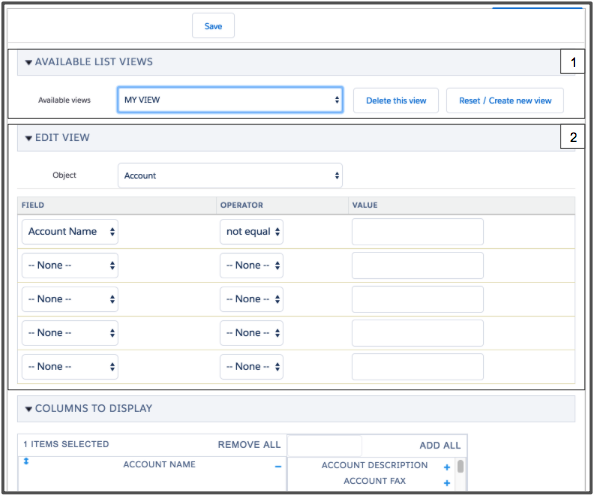 Save
▼ AVAILABLE LIST VIEWS 1
Available views MY VIEW Delete this view Reset / Create new view
▼ EDIT VIEW 2
Object Account
FIELD OPERATOR VALUE
Account Name not equal
-- None -- -- None --
-- None -- -- None --
-- None -- -- None --
-- None -- -- None --
▼ COLUMNS TO DISPLAY
1 ITEMS SELECTED REMOVE ALL ADD ALL
ACCOUNT NAME − ACCOUNT DESCRIPTION +
ACCOUNT FAX +